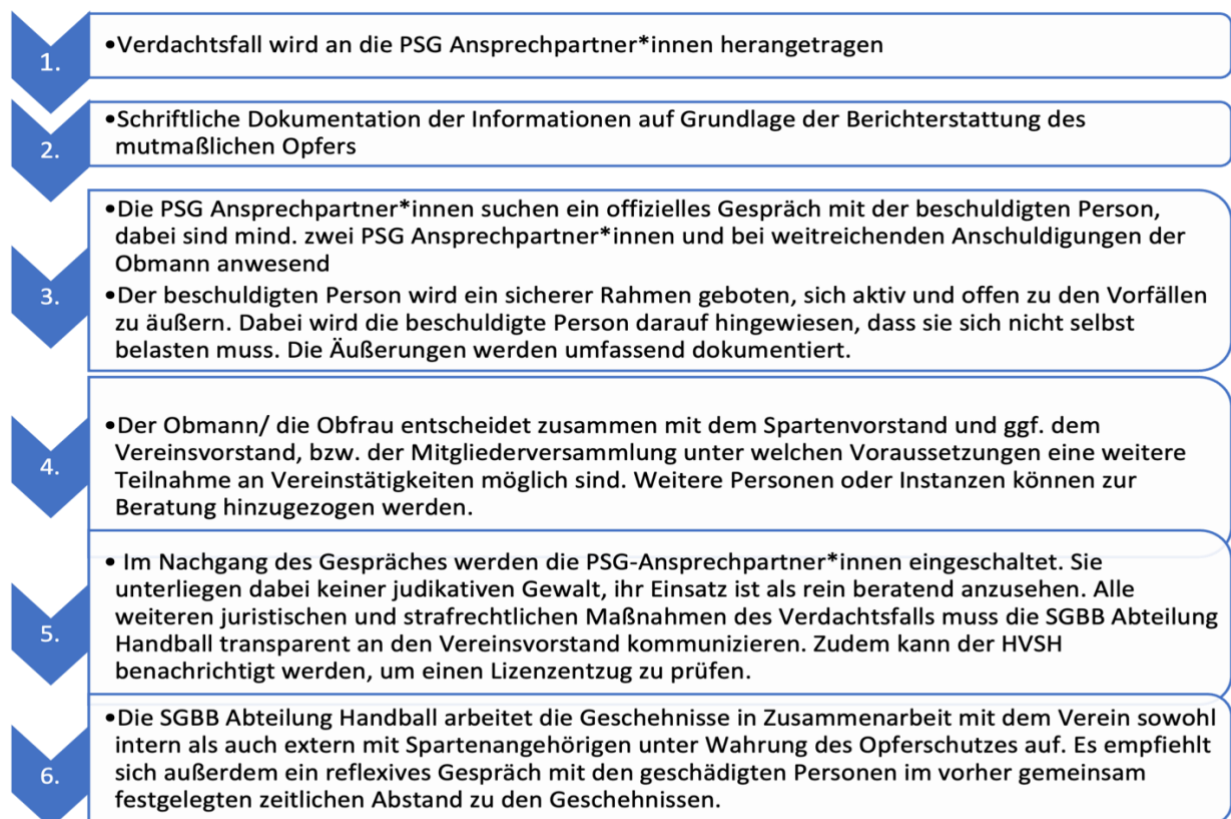 1.
•Verdachtsfall wird an die PSG Ansprechpartner*innen herangetragen
2.
•Schriftliche Dokumentation der Informationen auf Grundlage der Berichterstattung des
mutmaßlichen Opfers
3.
•Die PSG Ansprechpartner*innen suchen ein offizielles Gespräch mit der beschuldigten Person,
dabei sind mind. zwei PSG Ansprechpartner*innen und bei weitreichenden Anschuldigungen der
Obmann anwesend
•Der beschuldigten Person wird ein sicherer Rahmen geboten, sich aktiv und offen zu den Vorfällen
zu äußern. Dabei wird die beschuldigte Person darauf hingewiesen, dass sie sich nicht selbst
belasten muss. Die Äußerungen werden umfassend dokumentiert.
4.
•Der Obmann/ die Obfrau entscheidet zusammen mit dem Spartenvorstand und ggf. dem
Vereinsvorstand, bzw. der Mitgliederversammlung unter welchen Voraussetzungen eine weitere
Teilnahme an Vereinstätigkeiten möglich sind. Weitere Personen oder Instanzen können zur
Beratung hinzugezogen werden.
5.
• Im Nachgang des Gespräches werden die PSG-Ansprechpartner*innen eingeschaltet. Sie
unterliegen dabei keiner judikativen Gewalt, ihr Einsatz ist als rein beratend anzusehen. Alle
weiteren juristischen und strafrechtlichen Maßnahmen des Verdachtsfalls muss die SGBB Abteilung
Handball transparent an den Vereinsvorstand kommunizieren. Zudem kann der HVSH
benachrichtigt werden, um einen Lizenzentzug zu prüfen.
6.
•Die SGBB Abteilung Handball arbeitet die Geschehnisse in Zusammenarbeit mit dem Verein sowohl
intern als auch extern mit Spartenangehörigen unter Wahrung des Opferschutzes auf. Es empfiehlt
sich außerdem ein reflexives Gespräch mit den geschädigten Personen im vorher gemeinsam
festgelegten zeitlichen Abstand zu den Geschehnissen.